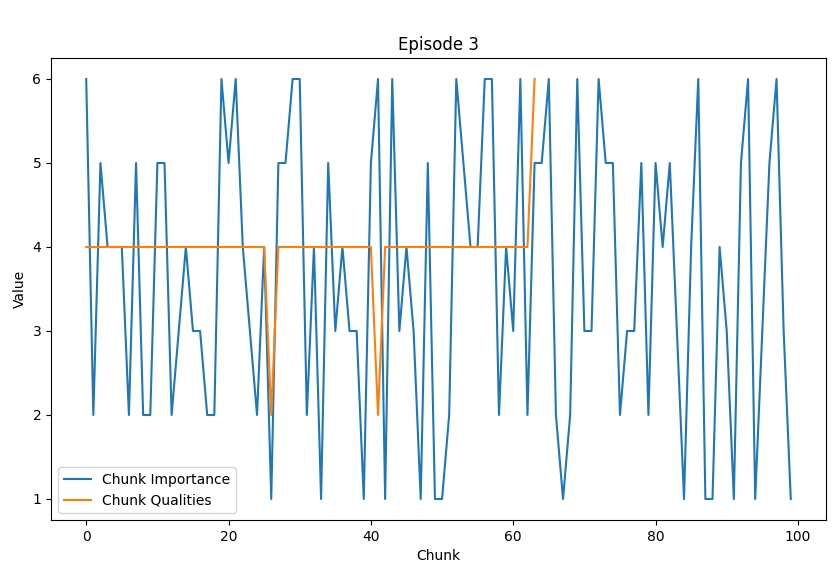 Episode 3
6
5
4
3
2
1
Value
Chunk Importance
Chunk Qualities
0 20 40 60 80 100
Chunk